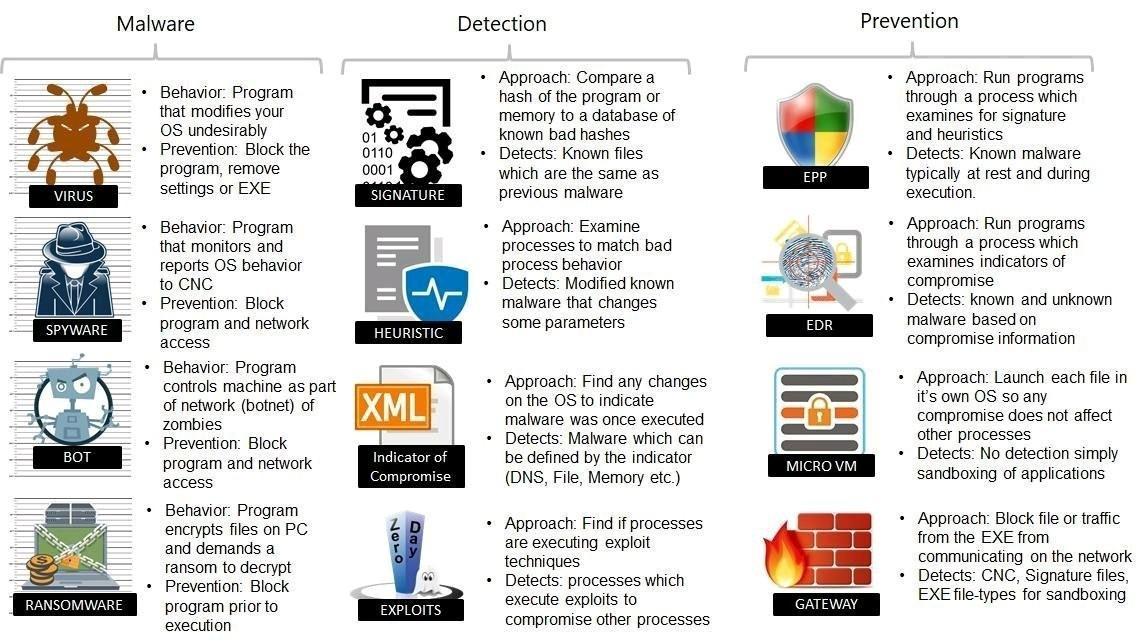 Malware
VIRUS
• Behavior: Program
that modifies your
OS undesirably
• Prevention: Block the
program, remove
settings or EXE
SPYWARE
• Behavior: Program
that monitors and
reports OS behavior
to CNC
• Prevention: Block
program and network
access
BOT
• Behavior: Program
controls machine as part
of network (botnet) of
zombies
• Prevention: Block
program and network
access
RANSOMWARE
• Behavior: Program
encrypts files on PC
and demands a
ransom to decrypt
• Prevention: Block
program prior to
execution
Detection
01
0110
0001
SIGNATURE
• Approach: Compare a
hash of the program or
memory to a database of
known bad hashes
• Detects: Known files
which are the same as
previous malware
HEURISTIC
• Approach: Examine
processes to match bad
process behavior
• Detects: Modified known
malware that changes
some parameters
XML
Indicator of
Compromise
• Approach: Find any changes
on the OS to indicate
malware was once executed
• Detects: Malware which can
be defined by the indicator
(DNS, File, Memory etc.)
Zero
Day
EXPLOITS
• Approach: Find if processes
are executing exploit
techniques
• Detects: processes which
execute exploits to
compromise other processes
Prevention
EPP
• Approach: Run programs
through a process which
examines for signature
and heuristics
• Detects: Known malware
typically at rest and during
execution.
EDR
• Approach: Run programs
through a process which
examines indicators of
compromise
• Detects: known and unknown
malware based on
compromise information
MICRO VM
• Approach: Launch each file in
it's own OS so any
compromise does not affect
other processes
• Detects: No detection simply
sandboxing of applications
GATEWAY
• Approach: Block file or traffic
from the EXE from
communicating on the network
• Detects: CNC, Signature files,
EXE file-types for sandboxing